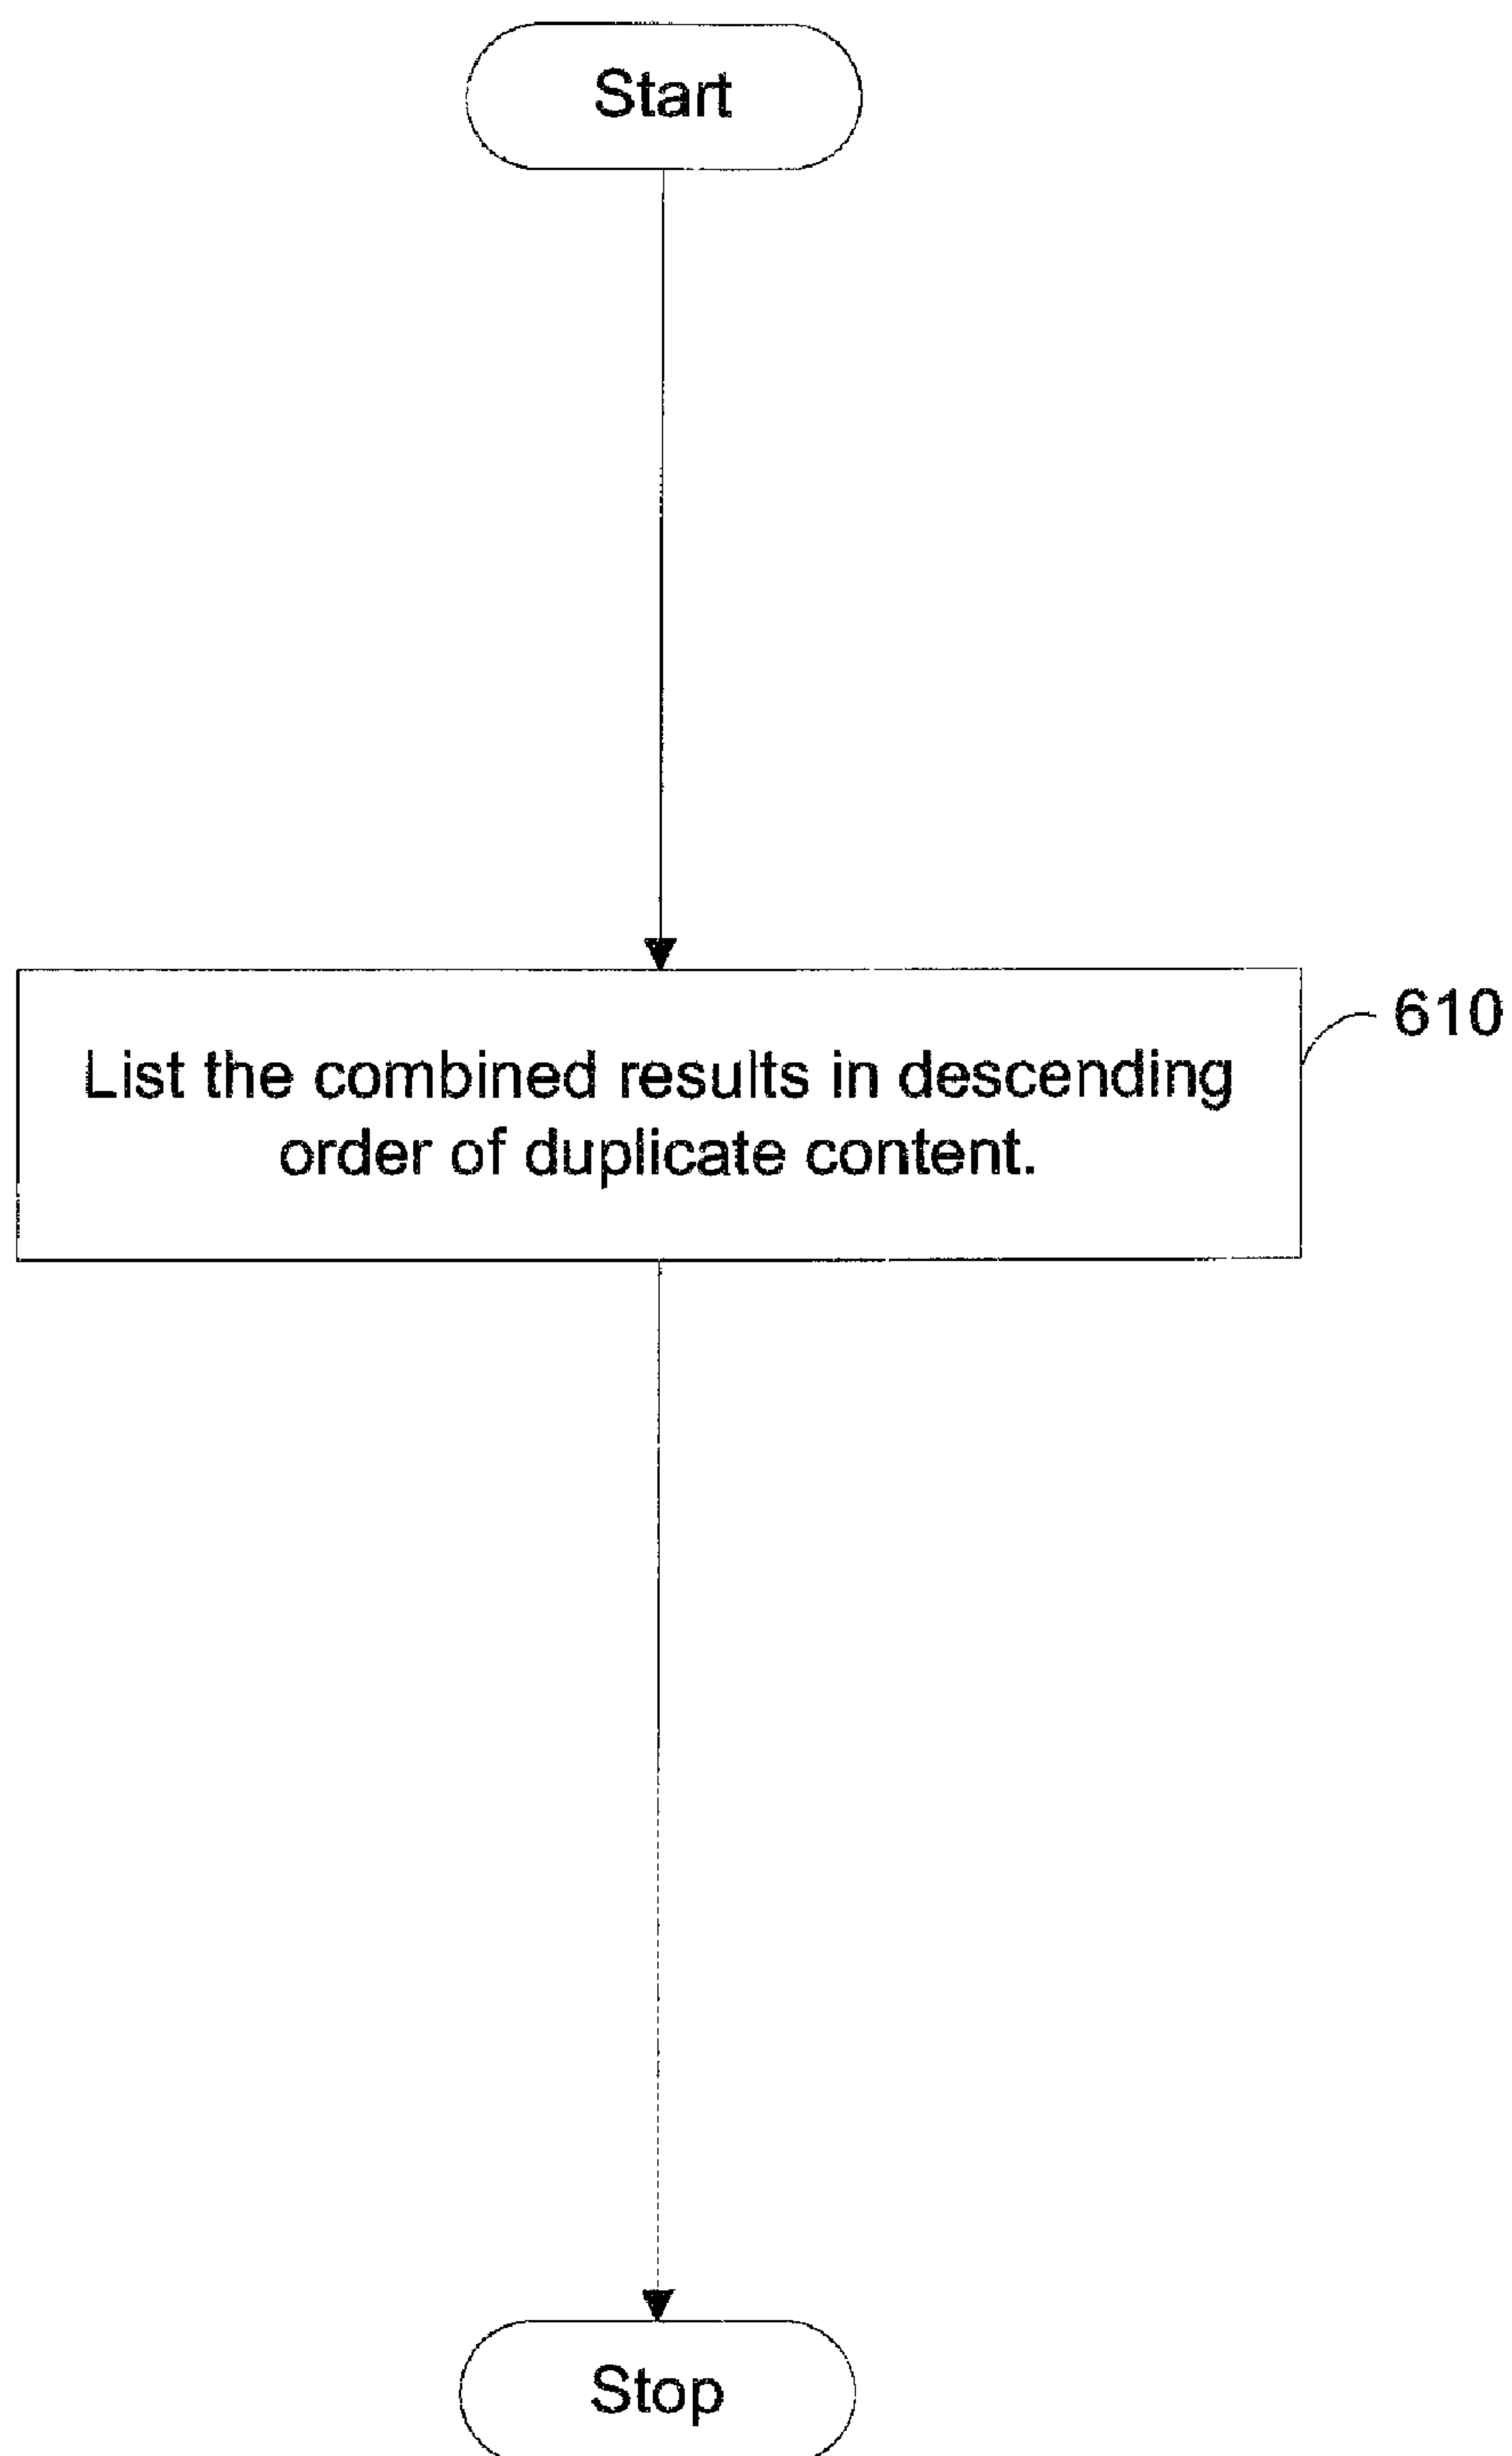 Start
610
List the combined results in descending
order of duplicate content.
Stop